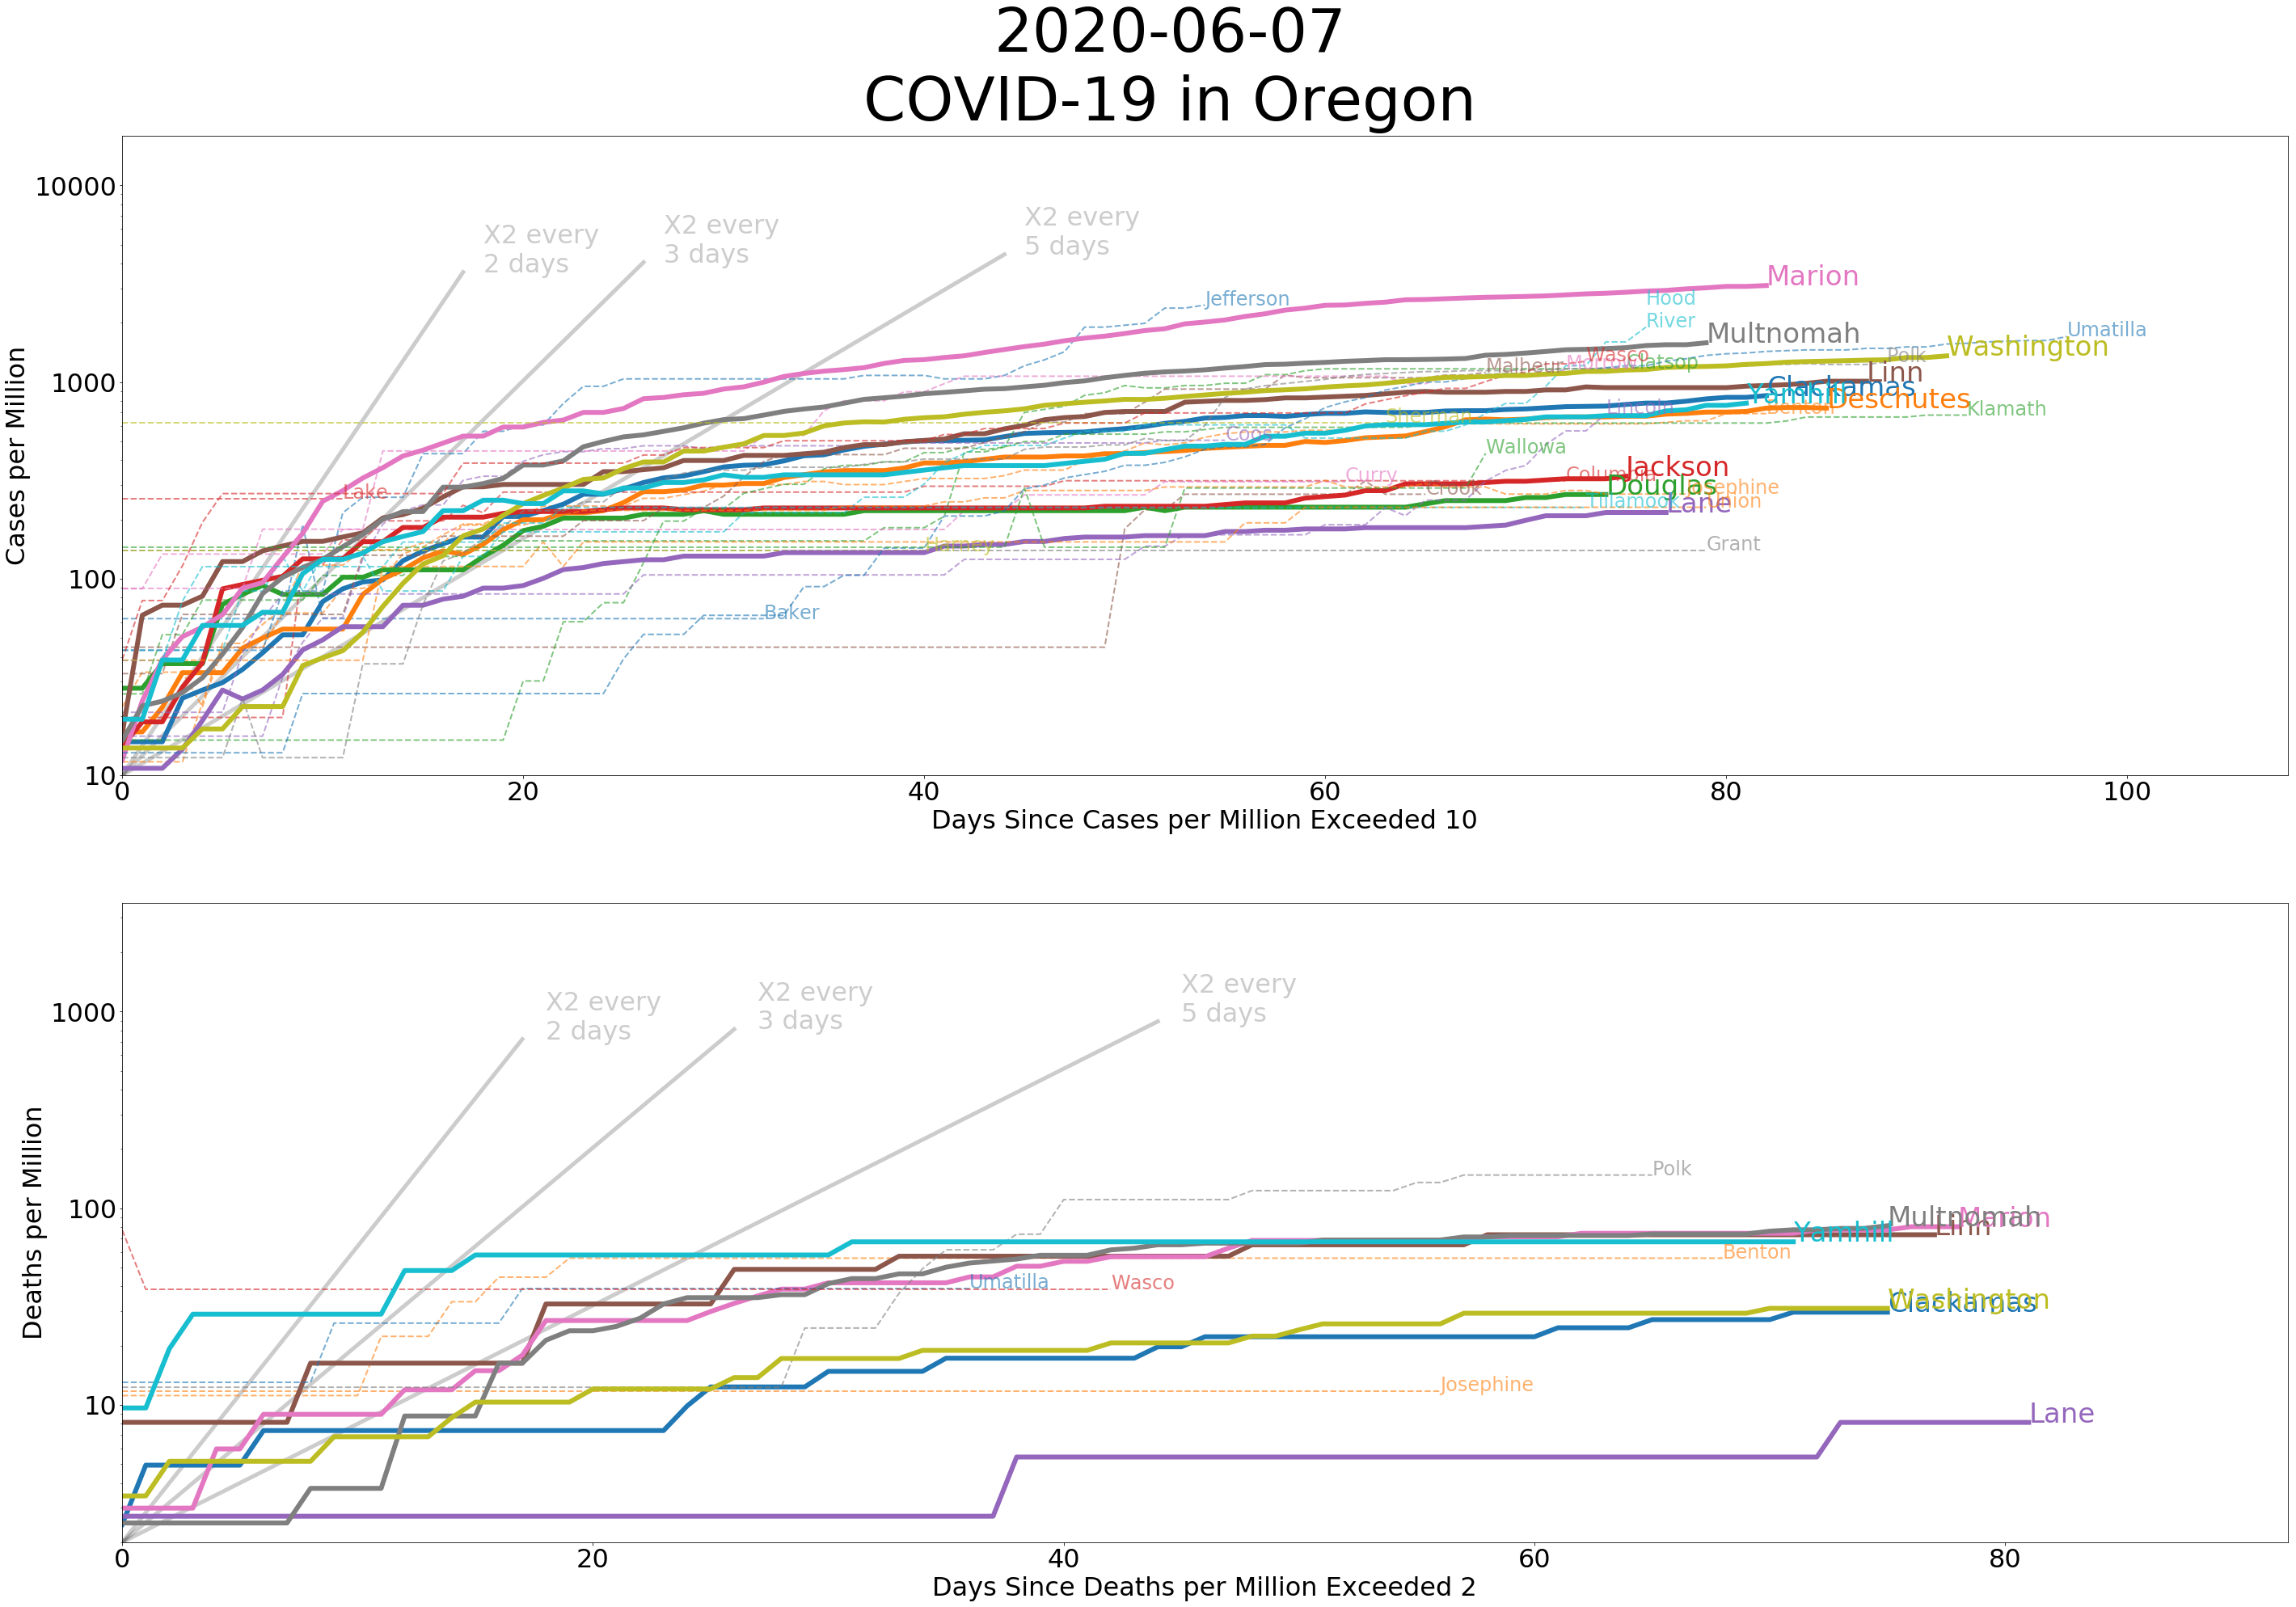 2020-06-07
COVID-19 in Oregon
Cases per Million
10000
1000
100
10
X2 every
2 days
X2 every
3 days
X2 every
5 days
Marion
Jefferson
Hood
River
Multnomah
Umatilla
Washington
Polk
Wasco
Malheur
Linn
Clackamas
Yamhill
Deschutes
Benton
Lincoln
Klamath
Sherman
Coos
Wallowa
Jackson
Columbia
Curry
Crook
Douglas
Josephine
Tillamook
Lane
Lake
Harney
Grant
Baker
0
20
40
60
80
100
Days Since Cases per Million Exceeded 10
Deaths per Million
1000
100
10
X2 every
2 days
X2 every
3 days
X2 every
5 days
Polk
Multnomah
Marion
Yamhill
Linn
Benton
Umatilla
Wasco
Washington
Clackamas
Josephine
Lane
0
20
40
60
80
Days Since Deaths per Million Exceeded 2